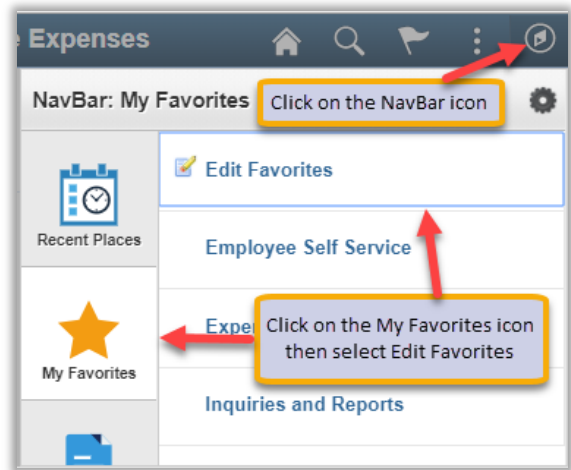 Expenses
NavBar: My Favorites
Click on the NavBar icon
Edit Favorites
Recent Places
Employee Self Service
Click on the My Favorites icon
then select Edit Favorites
My Favorites
Inquiries and Reports